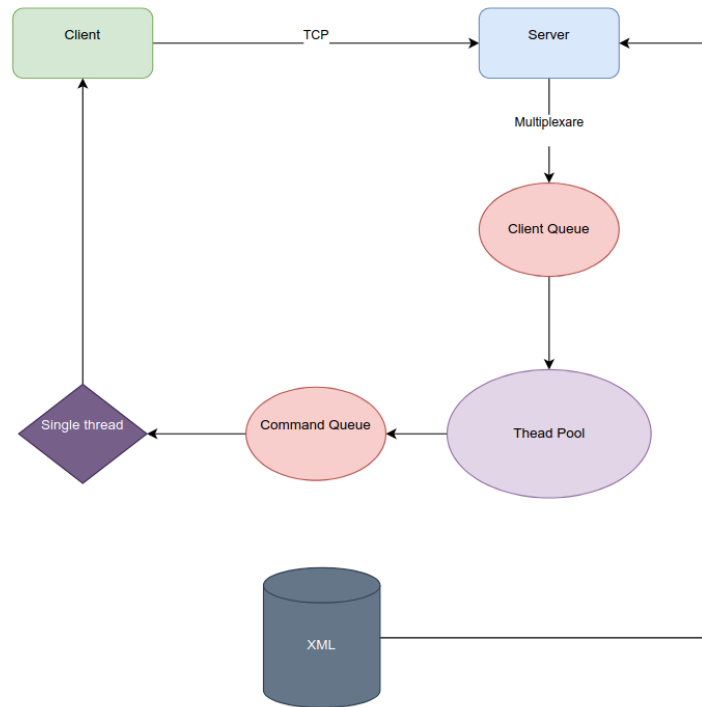 Client
TCP
Server
Multiplexare
Client Queue
Single thread
Command Queue
Thead Pool
XML